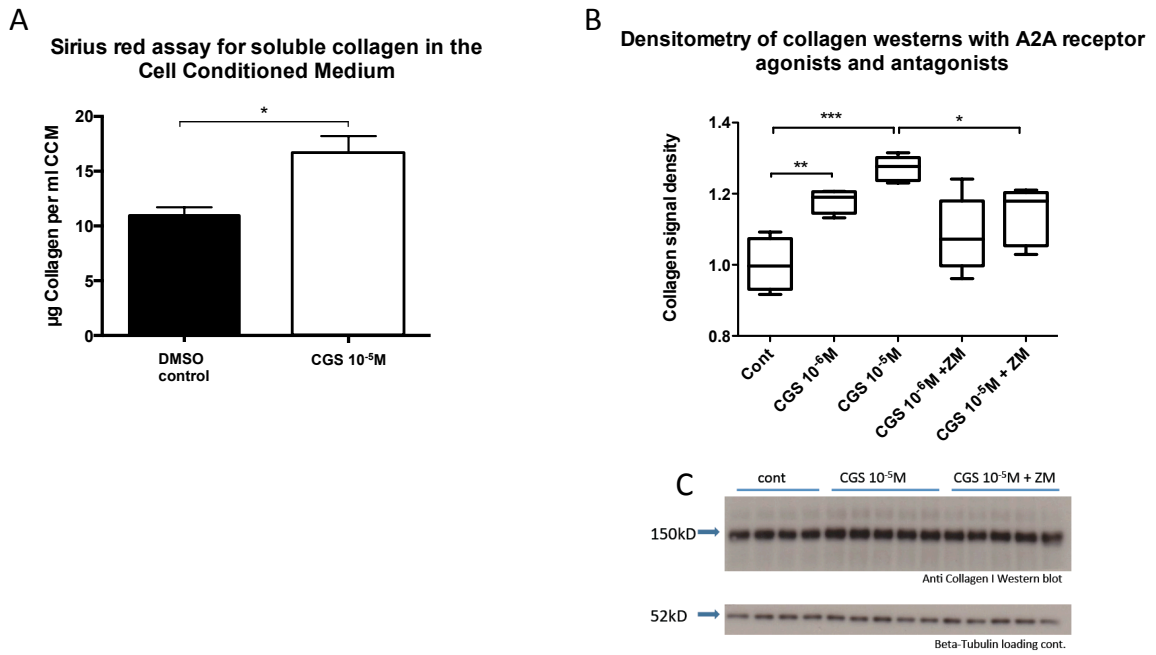 A
Sirius red assay for soluble collagen in the
Cell Conditioned Medium
*
20
15
10
5
0
µg Collagen per ml CCM
DMSO
control
CGS 10⁻⁵M
B
Densitometry of collagen westerns with A2A receptor
agonists and antagonists
***
*
**
1.4
1.2
1.0
0.8
Collagen signal density
Cont
CGS 10⁻⁶M
CGS 10⁻⁵M
CGS 10⁻⁶M +ZM
CGS 10⁻⁵M + ZM
C
cont
CGS 10⁻⁵M
CGS 10⁻⁵M + ZM
150kD
Anti Collagen I Western blot
52kD
Beta-Tubulin loading cont.